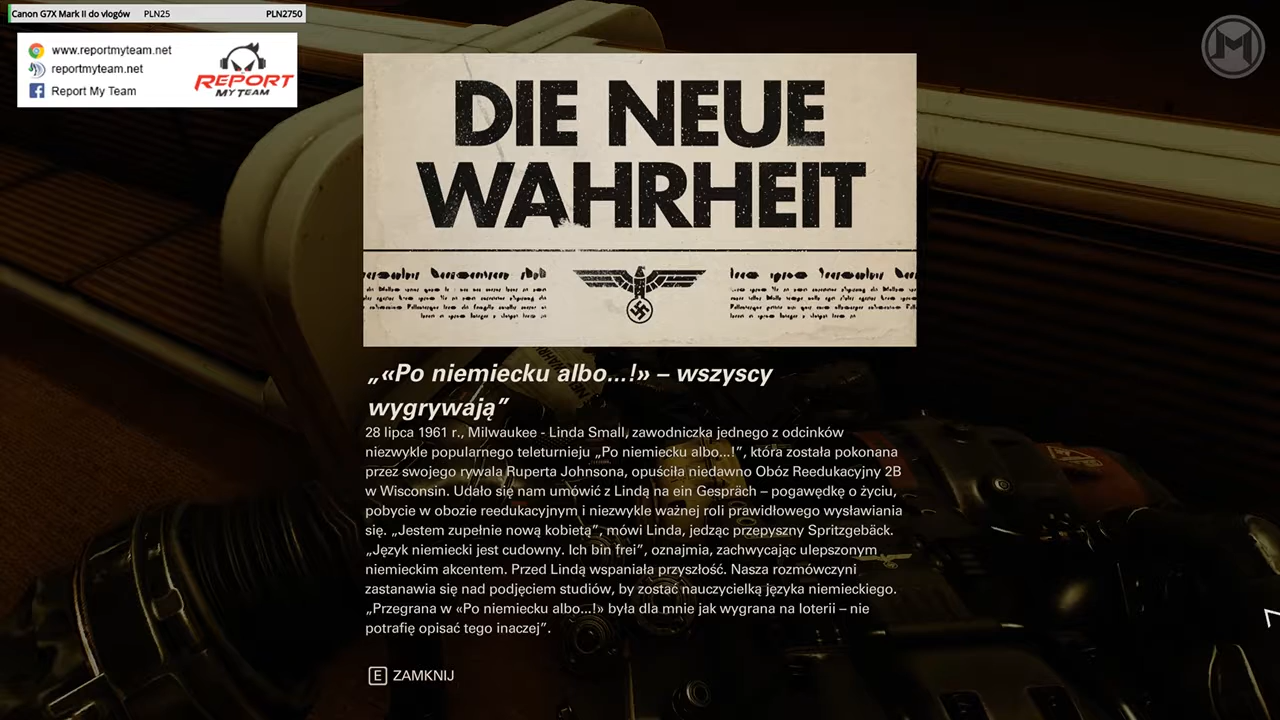 Canon G7X Mark II do vlogów PLN25 PLN2750
www.reportmyteam.net
reportmyteam.net
Report My Team
REPORT
MY TEAM
M
DIE NEUE
WAHRHEIT
„«Po niemiecku albo...!» – wszyscy
wygrywają”
28 lipca 1961 r., Milwaukee - Linda Small, zawodniczka jednego z odcinków
niezwykle popularnego teleturnieju „Po niemiecku albo...!”, która została pokonana
przez swojego rywala Ruperta Johnsona, opuściła niedawno Obóz Reedukacyjny 2B
w Wisconsin. Udało się nam umówić z Lindą na ein Gespräch – pogawędkę o życiu,
pobycie w obozie reedukacyjnym i niezwykle ważnej roli prawidłowego wysławiania
się. „Jestem zupełnie nową kobietą”, mówi Linda, jedząc przepyszny Spritzgebäck.
„Język niemiecki jest cudowny. Ich bin frei”, oznajmia, zachwycając ulepszonym
niemieckim akcentem. Przed Lindą wspaniała przyszłość. Nasza rozmówczyni
zastanawia się nad podjęciem studiów, by zostać nauczycielką języka niemieckiego.
„Przegrana w «Po niemiecku albo...!» była dla mnie jak wygrana na loterii – nie
potrafię opisać tego inaczej”.
E ZAMKNIJ